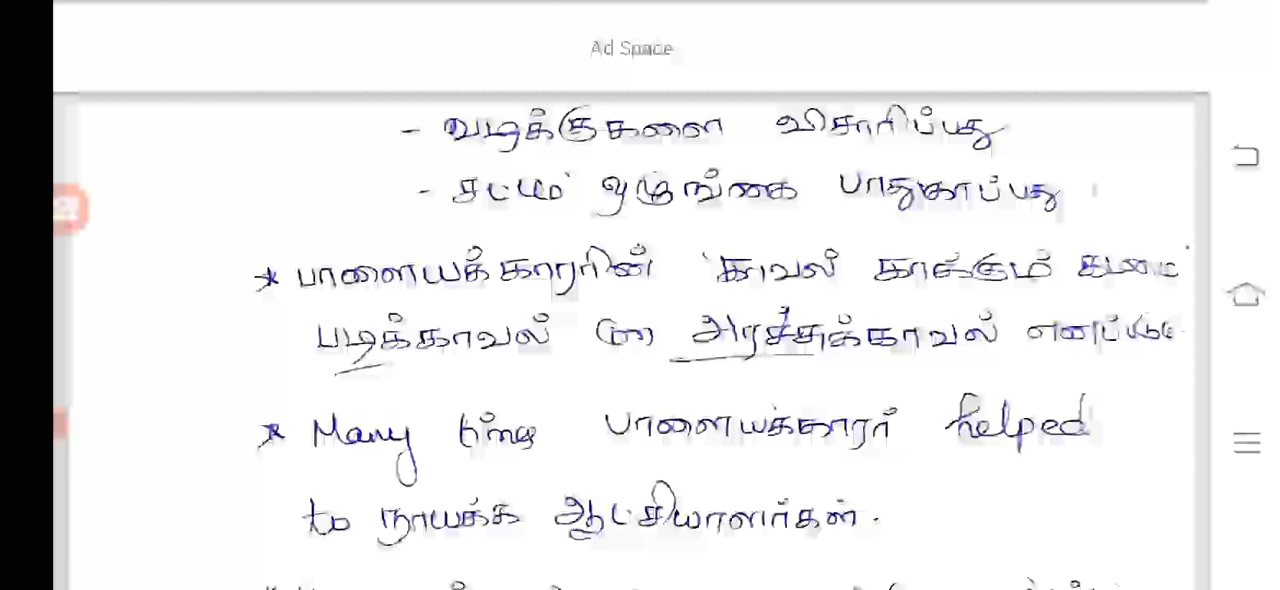 Ad Space
- வழக்குகளை விசாரிப்பது
- சட்டம் ஒழுங்கை பாதுகாப்பது
* பாளையக்காரரின் காவல் காக்கும் கடமை
படிக்காவல் (or) அரசுக்காவல் எனப்படும்
* Many time பாளையக்காரர் helped
to நாயக்க ஆட்சியாளர்கள்.